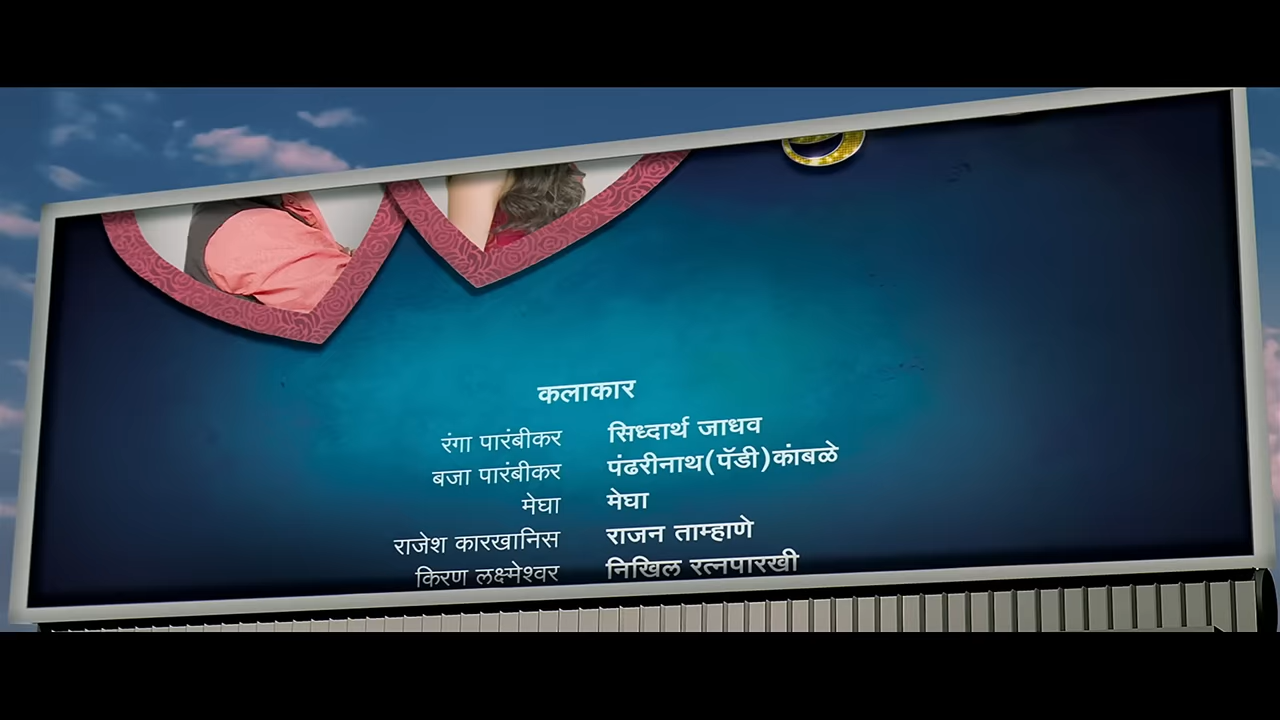 कलाकार
रंगा पारंबीकर सिध्दार्थ जाधव
बजा पारंबीकर पंढरीनाथ(पॅडी)कांबळे
मेघा मेघा
राजेश कारखानिस राजन ताम्हाणे
किरण लक्ष्मेश्वर निखिल रत्नपारखी